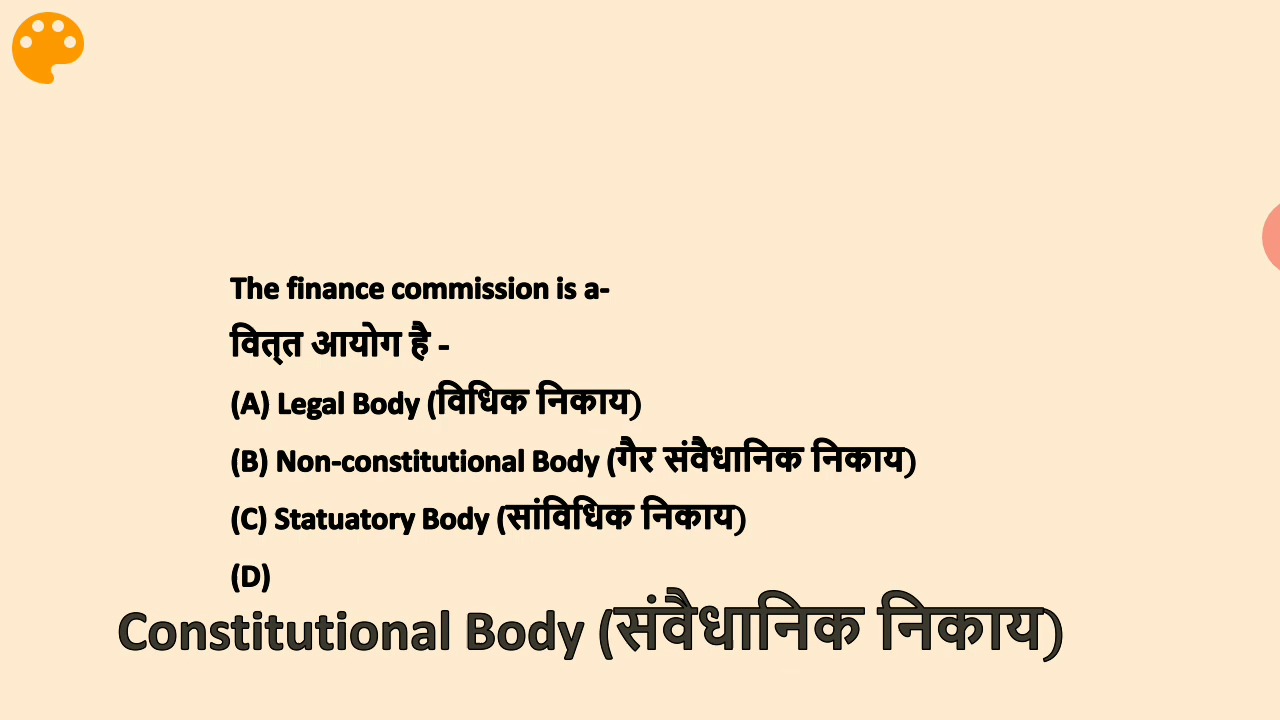 The finance commission is a-
वित्त आयोग है -
(A) Legal Body (विधिक निकाय)
(B) Non-constitutional Body (गैर संवैधानिक निकाय)
(C) Statuatory Body (सांविधिक निकाय)
(D)
Constitutional Body (संवैधानिक निकाय)